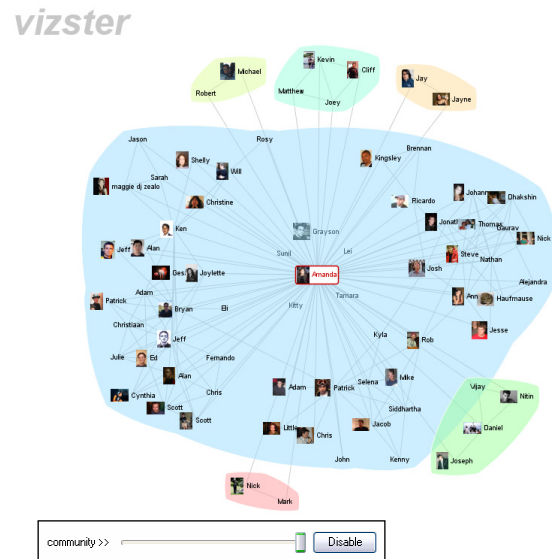 vizster
Kevin
Michael
Cliff
Jay
Robert
Matthew
Joey
Jayne
Jason
Rosy
Brennan
Shelly
Kingsley
Will
Sarah
maggie dj zealo
Dhakshin
Christine
Ricardo
Ken
Grayson
Thomas
Gaurav
Nick
Jeff
Alan
Sunil
Lei
Steve
Nathan
Joylette
Amanda
Josh
Alejandra
Adam
Patrick
Bryan
Eli
Kitty
Tamara
Ann
Haufmause
Christiaan
Jeff
Kyla
Rob
Jesse
Julie
Ed
Fernando
Alan
Adam
Patrick
Selena
Mike
Vijay
Cynthia
Chris
Nitin
Scott
Siddhartha
Scott
Little
Chris
Jacob
Daniel
John
Kenny
Joseph
Nick
Mark
community >>
Disable